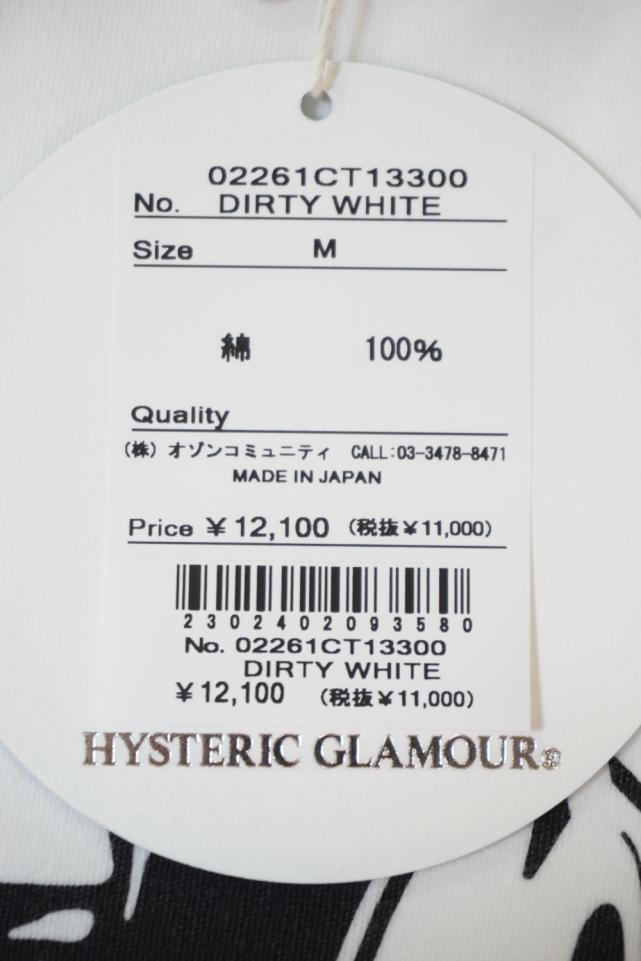 02261CT13300
No. DIRTY WHITE
Size M
綿 100%
Quality
（株）オゾンコミュニティ CALL:03-3478-8471
MADE IN JAPAN
Price ￥12,100 （税抜￥11,000）
2302402093580
No. 02261CT13300
DIRTY WHITE
￥12,100 （税抜￥11,000）
HYSTERIC GLAMOUR®